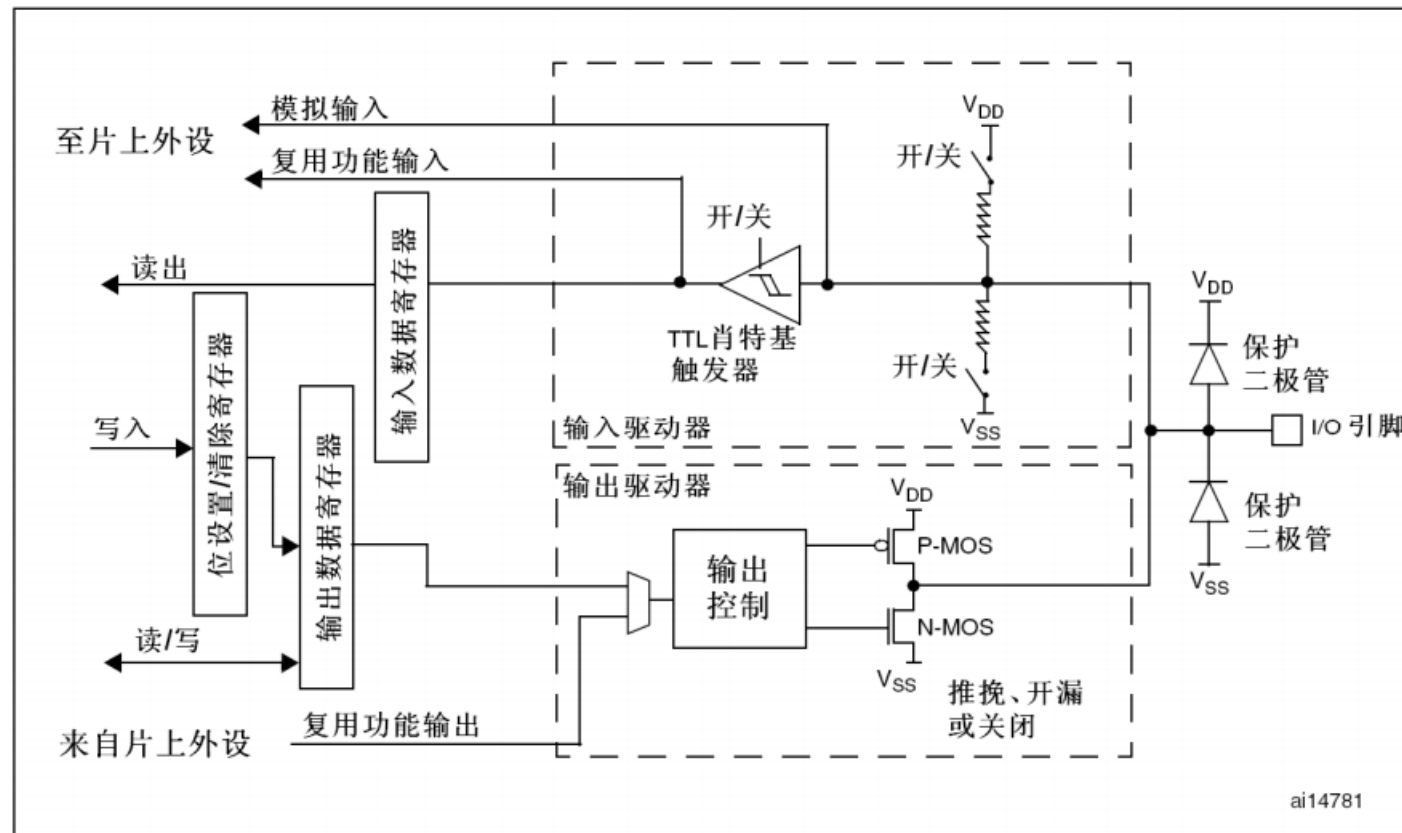 模拟输入
至片上外设
复用功能输入
V_DD
开/关
开/关
读出
输入数据寄存器
TTL肖特基
触发器
开/关
V_SS
输入驱动器
V_DD
保护
二极管
I/O 引脚
保护
二极管
V_SS
写入
位设置/清除寄存器
输出数据寄存器
读/写
输出驱动器
V_DD
P-MOS
输出
控制
N-MOS
V_SS
推挽、开漏
或关闭
来自片上外设
复用功能输出
ai14781